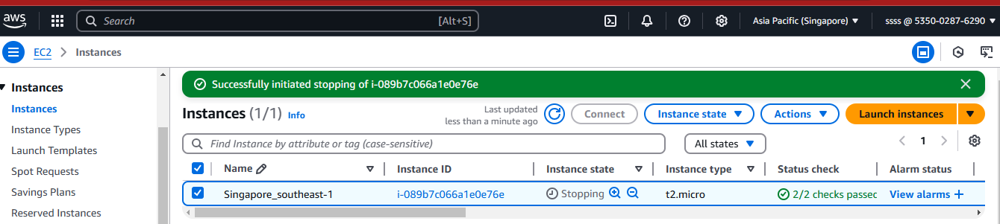 aws
Search [Alt+S]
Asia Pacific (Singapore) ssss @ 5350-0287-6290
EC2 Instances
Instances
Instances
Instance Types
Launch Templates
Spot Requests
Savings Plans
Reserved Instances
Successfully initiated stopping of i-089b7c066a1e0e76e
Instances (1/1) Info
Last updated
less than a minute ago
Connect Instance state Actions Launch instances
Find Instance by attribute or tag (case-sensitive) All states 1
Name Instance ID Instance state Instance type Status check Alarm status
Singapore_southeast-1 i-089b7c066a1e0e76e Stopping t2.micro 2/2 checks passec View alarms +